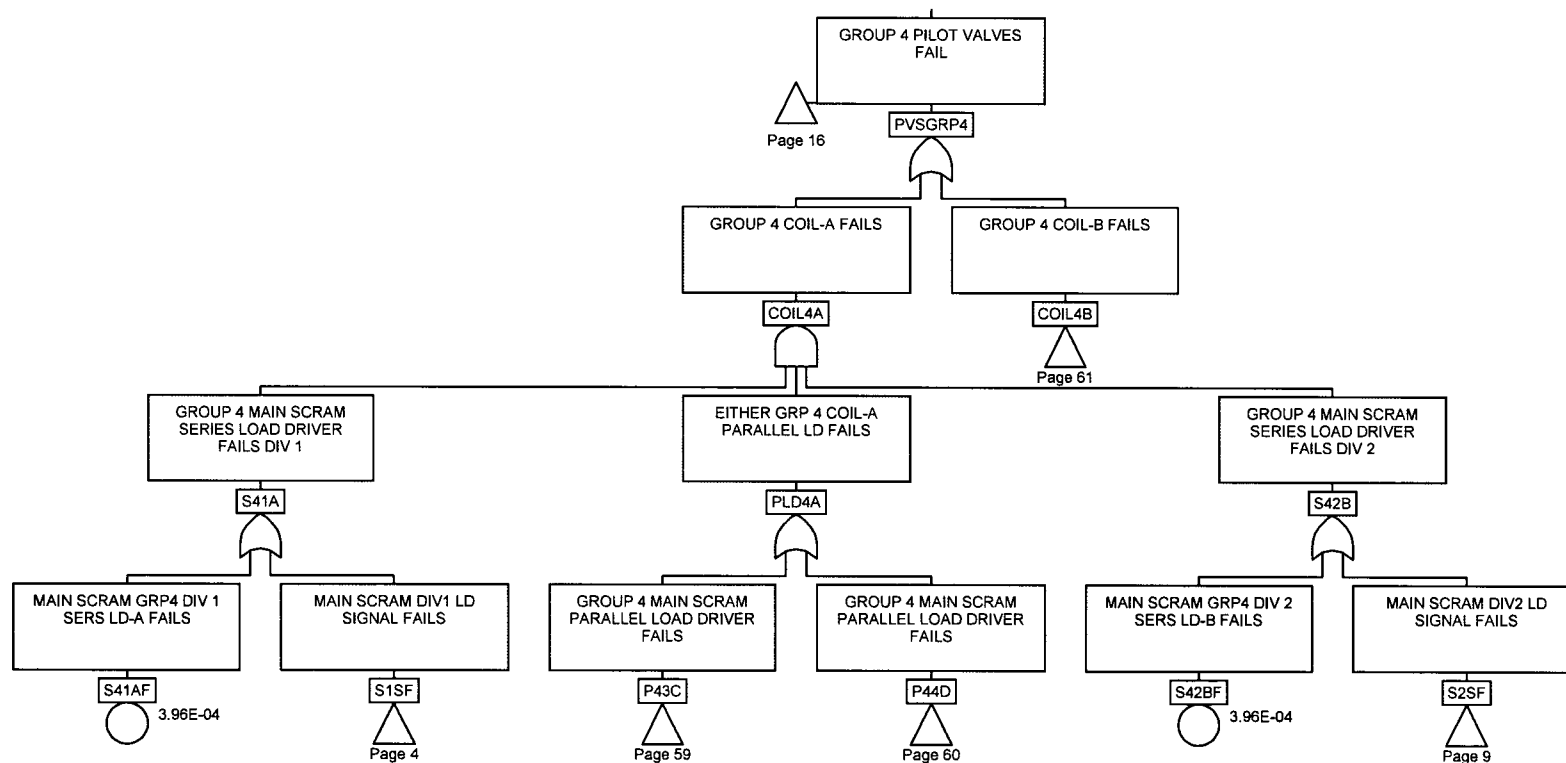 GROUP 4 PILOT VALVES
FAIL
Page 16
PVSGRP4
GROUP 4 COIL-A FAILS
GROUP 4 COIL-B FAILS
COIL4A
COIL4B
Page 61
GROUP 4 MAIN SCRAM
SERIES LOAD DRIVER
FAILS DIV 1
EITHER GRP 4 COIL-A
PARALLEL LD FAILS
GROUP 4 MAIN SCRAM
SERIES LOAD DRIVER
FAILS DIV 2
S41A
PLD4A
S42B
MAIN SCRAM GRP4 DIV 1
SERS LD-A FAILS
MAIN SCRAM DIV1 LD
SIGNAL FAILS
GROUP 4 MAIN SCRAM
PARALLEL LOAD DRIVER
FAILS
GROUP 4 MAIN SCRAM
PARALLEL LOAD DRIVER
FAILS
MAIN SCRAM GRP4 DIV 2
SERS LD-B FAILS
MAIN SCRAM DIV2 LD
SIGNAL FAILS
S41AF
3.96E-04
S1SF
Page 4
P43C
Page 59
P44D
Page 60
S42BF
3.96E-04
S2SF
Page 9